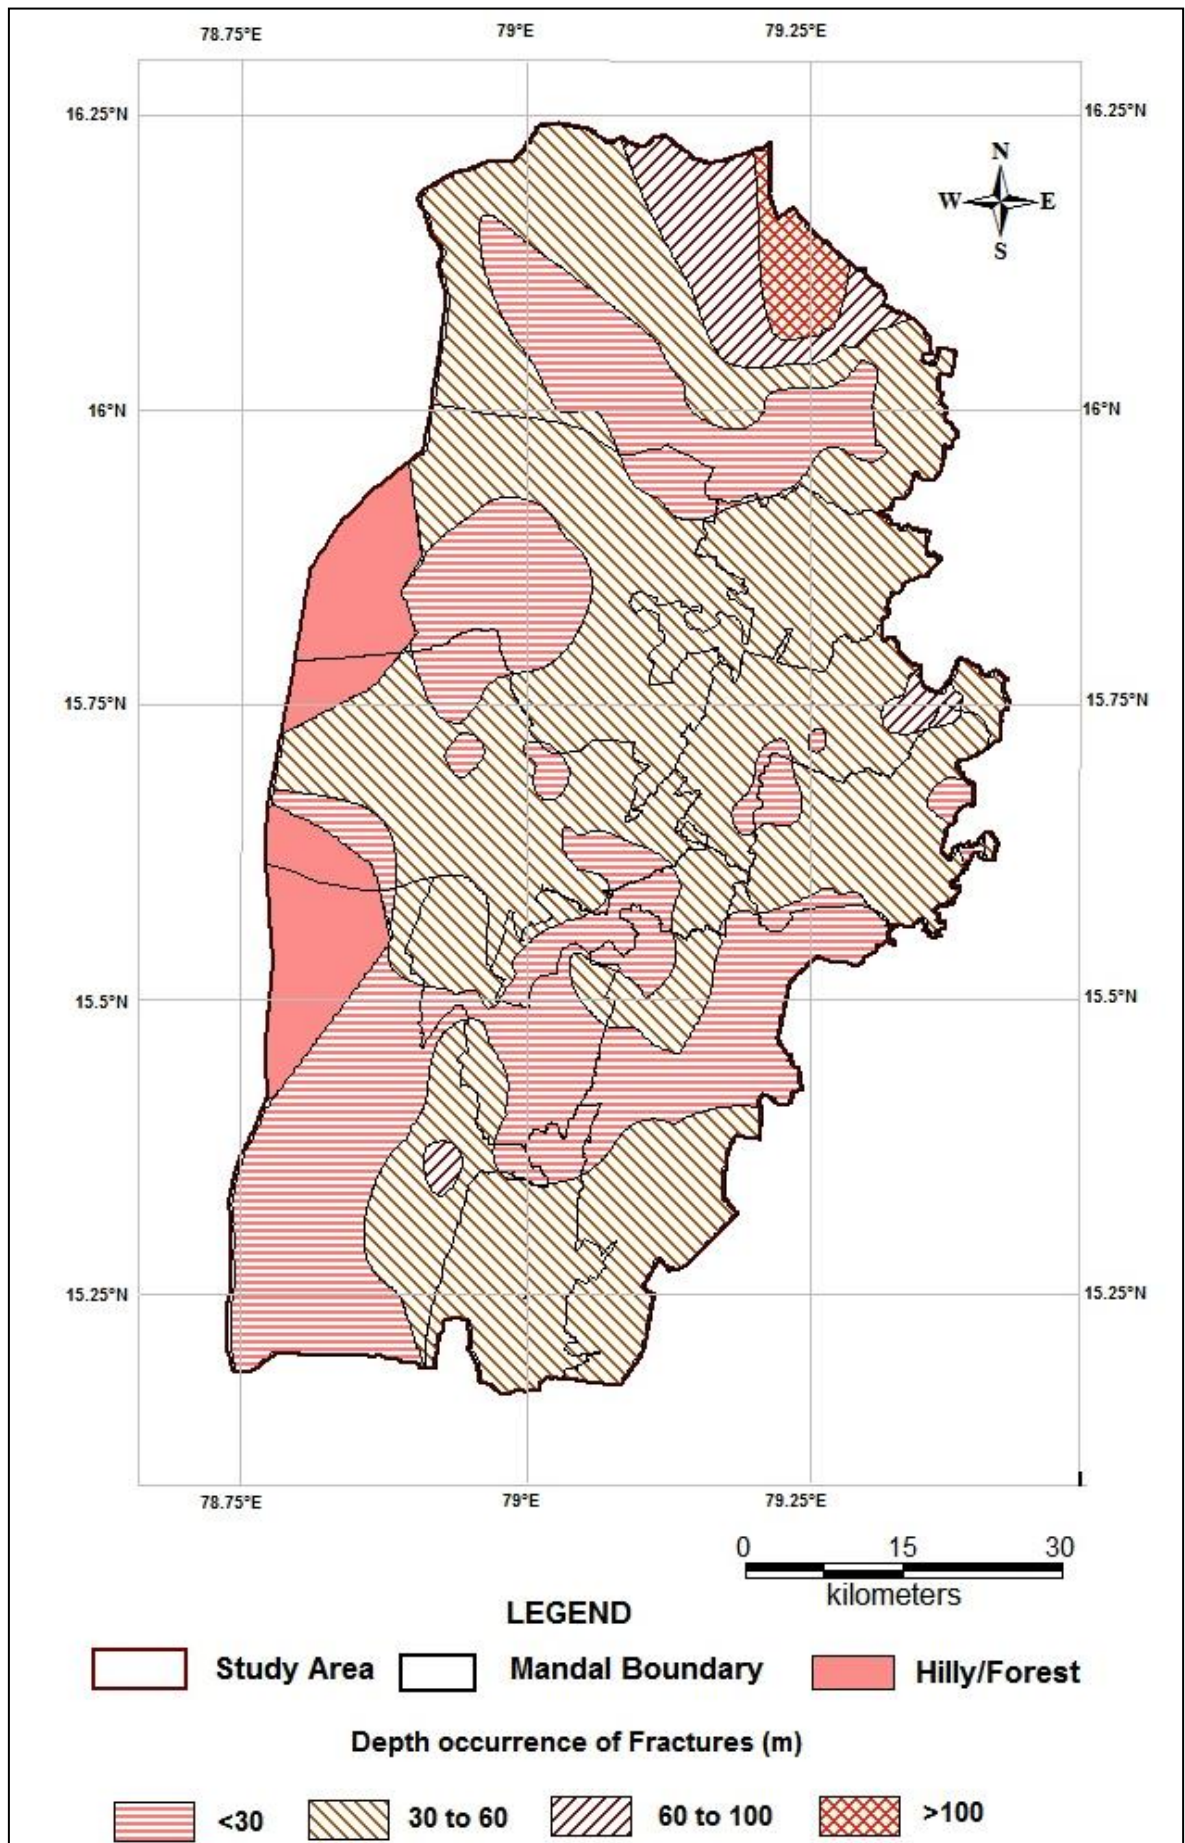 78.75°E 79°E 79.25°E
16.25°N 16.25°N
N
W E
S
16°N 16°N
15.75°N 15.75°N
15.5°N 15.5°N
15.25°N 15.25°N
78.75°E 79°E 79.25°E
0 15 30
kilometers
LEGEND
Study Area Mandal Boundary Hilly/Forest
Depth occurrence of Fractures (m)
<30 30 to 60 60 to 100 >100